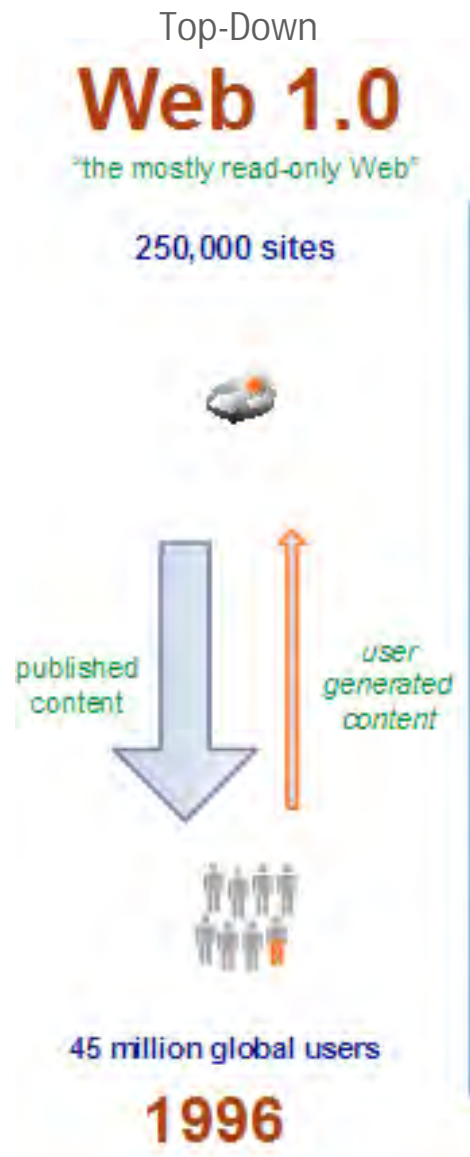 Top-Down
Web 1.0
"the mostly read-only Web"
250,000 sites
published
content
user
generated
content
45 million global users
1996